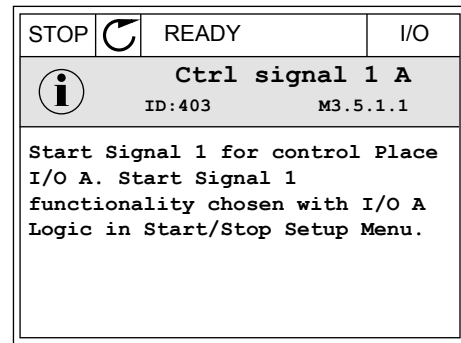 STOP READY I/O
Ctrl signal 1 A
ID:403 M3.5.1.1
Start Signal 1 for control Place
I/O A. Start Signal 1
functionality chosen with I/O A
Logic in Start/Stop Setup Menu.